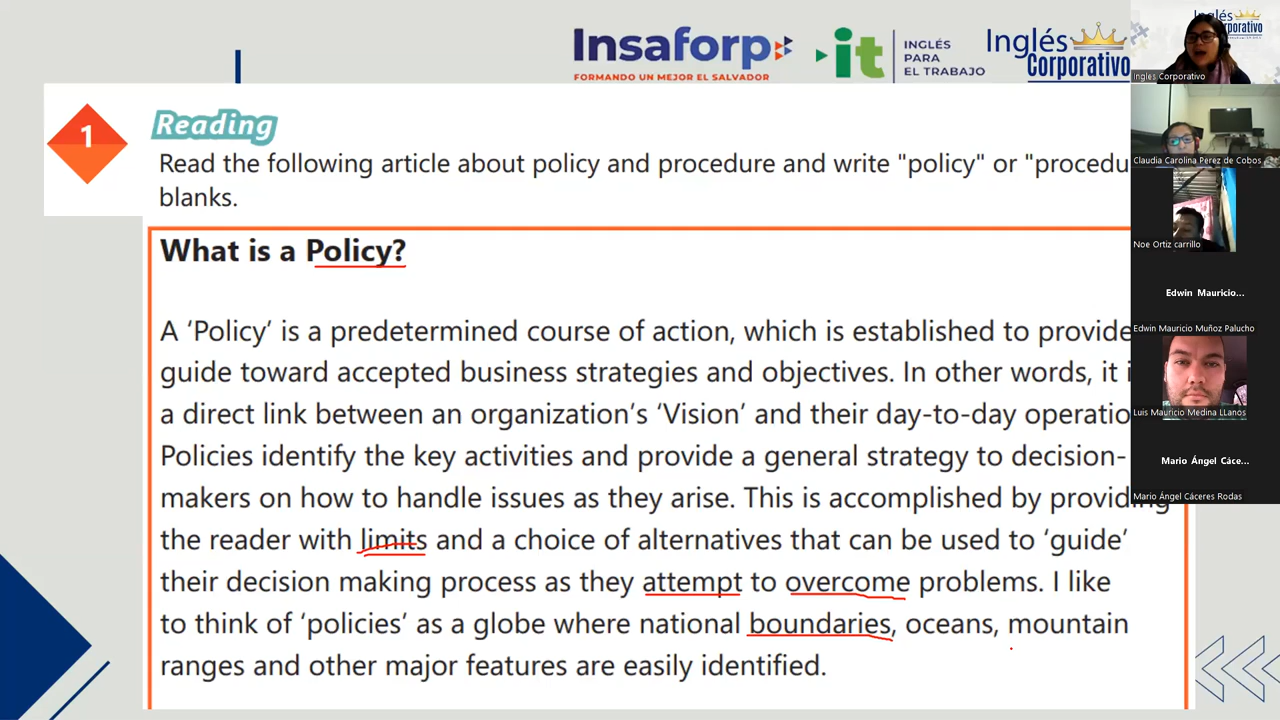 Insaforp
FORMANDO UN MEJOR EL SALVADOR
it
INGLÉS
PARA
EL TRABAJO
Inglés
Corporativo
Inglés
Corporativo
Ingles Corporativo
Claudia Carolina Perez de Cobos
Noe Ortiz carrillo
Edwin Mauricio...
Edwin Mauricio Muñoz Palucho
Luis Mauricio Medina LLanos
Mario Ángel Các e...
Mario Ángel Cáceres Rodas
1
Reading
Read the following article about policy and procedure and write "policy" or "procedu
blanks.
What is a Policy?
A ‘Policy’ is a predetermined course of action, which is established to provide
guide toward accepted business strategies and objectives. In other words, it i
a direct link between an organization’s ‘Vision’ and their day-to-day operatio
Policies identify the key activities and provide a general strategy to decision-
makers on how to handle issues as they arise. This is accomplished by providing
the reader with limits and a choice of alternatives that can be used to ‘guide’
their decision making process as they attempt to overcome problems. I like
to think of ‘policies’ as a globe where national boundaries, oceans, mountain
ranges and other major features are easily identified.